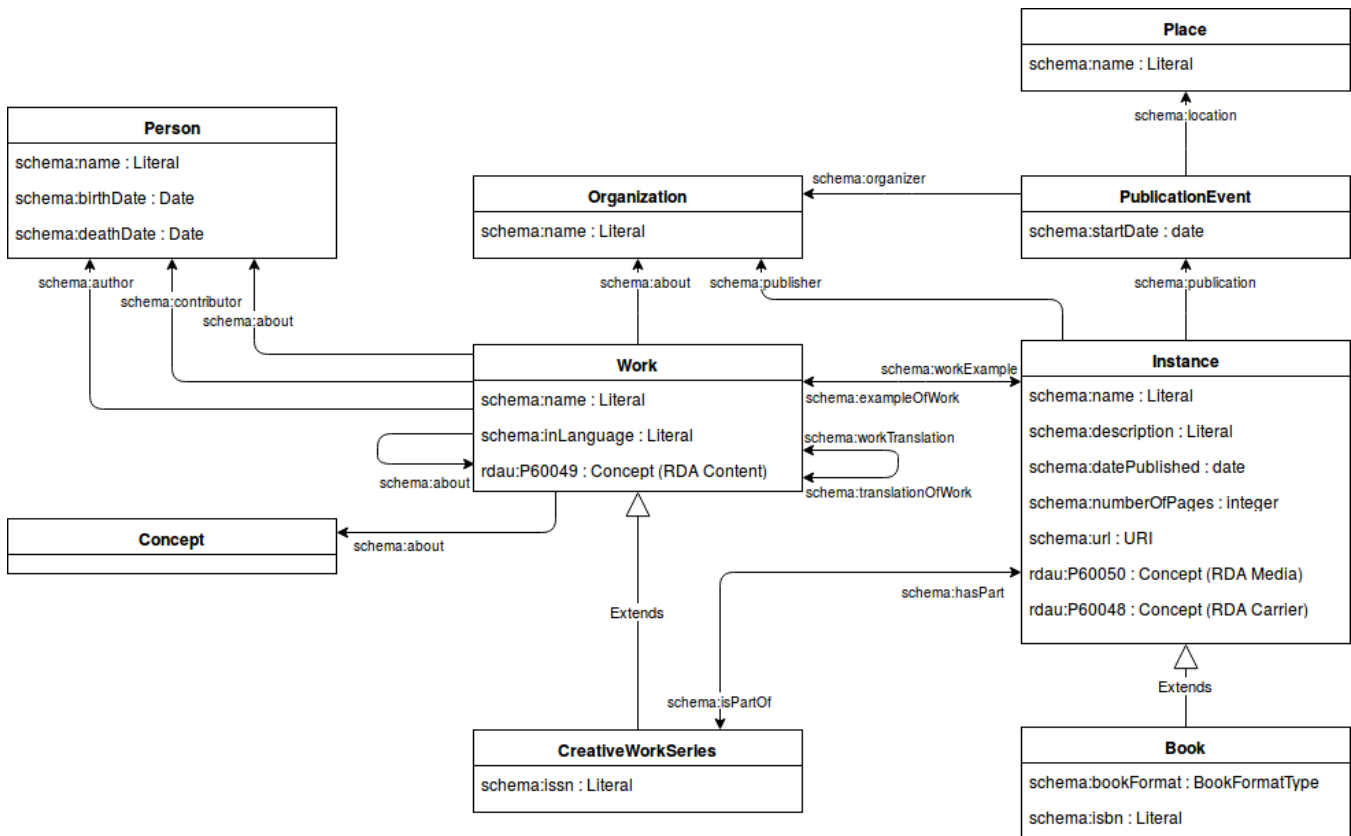 Place
schema:name : Literal
schema:location
Person
schema:name : Literal
schema:birthDate : Date
schema:deathDate : Date
schema:author
schema:contributor
schema:about
Organization
schema:name : Literal
schema:organizer
PublicationEvent
schema:startDate : date
schema:about
schema:publisher
schema:publication
Work
schema:name : Literal
schema:inLanguage : Literal
rdau:P60049 : Concept (RDA Content)
schema:about
schema:workExample
schema:exampleOfWork
schema:workTranslation
schema:translationOfWork
Instance
schema:name : Literal
schema:description : Literal
schema:datePublished : date
schema:numberOfPages : integer
schema:url : URI
rdau:P60050 : Concept (RDA Media)
rdau:P60048 : Concept (RDA Carrier)
Concept
schema:about
Extends
schema:hasPart
schema:isPartOf
Extends
CreativeWorkSeries
schema:issn : Literal
Book
schema:bookFormat : BookFormatType
schema:isbn : Literal